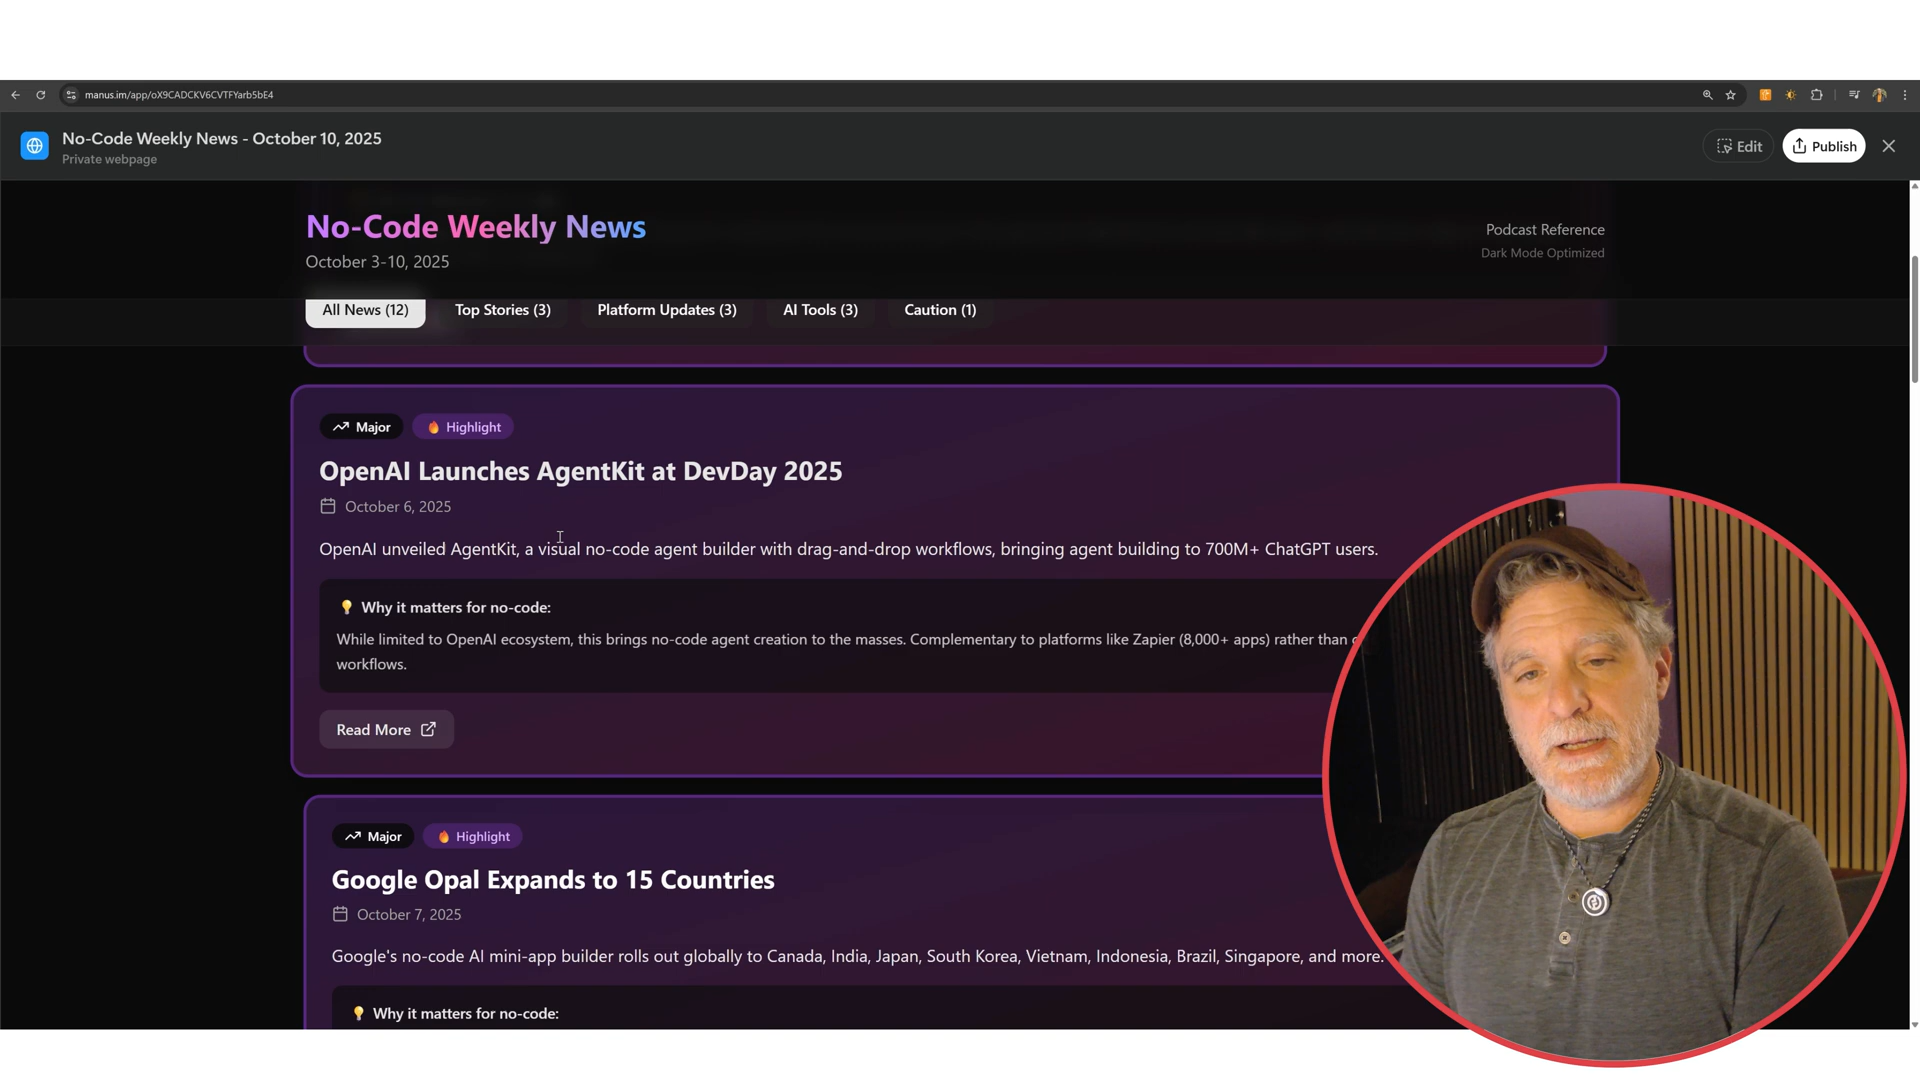 manus.im/app/oX9CADCKV6CVTFYarb5bE4
No-Code Weekly News - October 10, 2025
Private webpage
Edit
Publish
No-Code Weekly News
October 3-10, 2025
Podcast Reference
Dark Mode Optimized
All News (12)
Top Stories (3)
Platform Updates (3)
AI Tools (3)
Caution (1)
Major
Highlight
OpenAI Launches AgentKit at DevDay 2025
October 6, 2025
OpenAI unveiled AgentKit, a visual no-code agent builder with drag-and-drop workflows, bringing agent building to 700M+ ChatGPT users.
Why it matters for no-code:
While limited to OpenAI ecosystem, this brings no-code agent creation to the masses. Complementary to platforms like Zapier (8,000+ apps) rather than
workflows.
Read More
Major
Highlight
Google Opal Expands to 15 Countries
October 7, 2025
Google's no-code AI mini-app builder rolls out globally to Canada, India, Japan, South Korea, Vietnam, Indonesia, Brazil, Singapore, and more.
Why it matters for no-code: